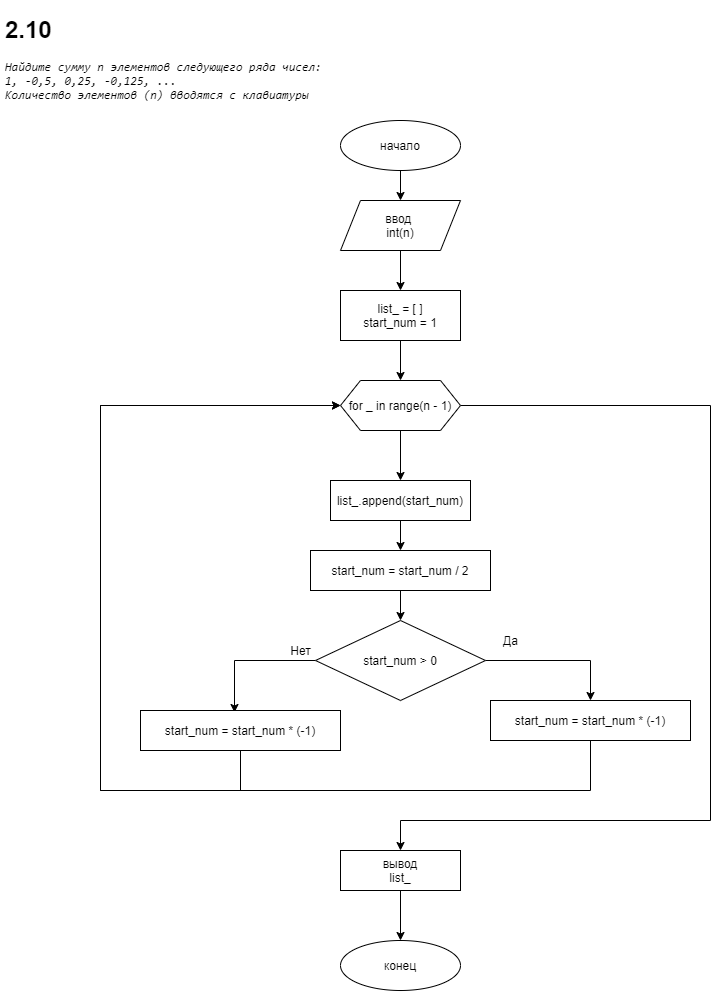 2.10
Найдите сумму n элементов следующего ряда чисел:
1, -0,5, 0,25, -0,125, ...
Количество элементов (n) вводятся с клавиатуры
начало
ввод
int(n)
list_ = [ ]
start_num = 1
for _ in range(n - 1)
list_.append(start_num)
start_num = start_num / 2
Нет
start_num > 0
Да
start_num = start_num * (-1)
start_num = start_num * (-1)
вывод
list_
конец